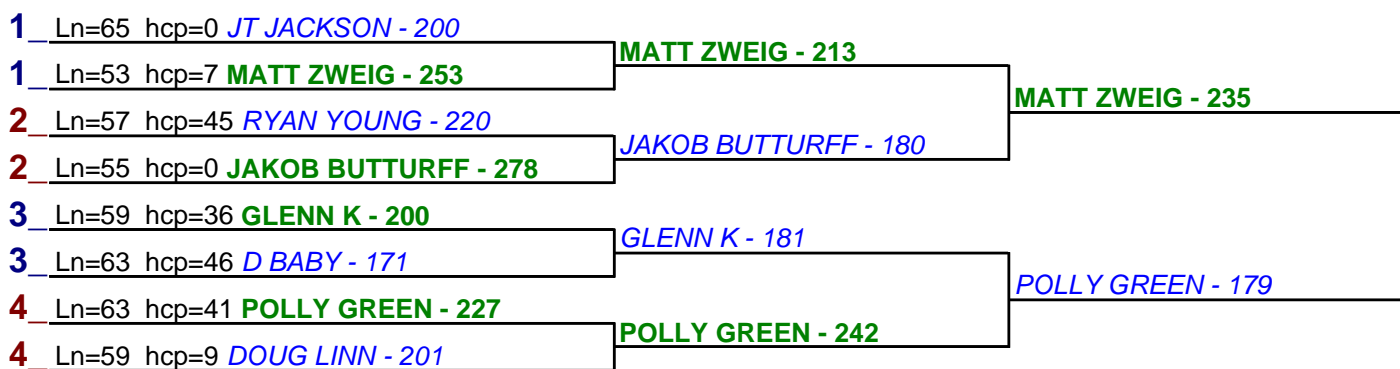 1_ Ln=65 hcp=0 JT JACKSON - 200
MATT ZWEIG - 213
1_ Ln=53 hcp=7 MATT ZWEIG - 253
MATT ZWEIG - 235
2_ Ln=57 hcp=45 RYAN YOUNG - 220
JAKOB BUTTURFF - 180
2_ Ln=55 hcp=0 JAKOB BUTTURFF - 278
3_ Ln=59 hcp=36 GLENN K - 200
GLENN K - 181
3_ Ln=63 hcp=46 D BABY - 171
POLLY GREEN - 179
4_ Ln=63 hcp=41 POLLY GREEN - 227
POLLY GREEN - 242
4_ Ln=59 hcp=9 DOUG LINN - 201